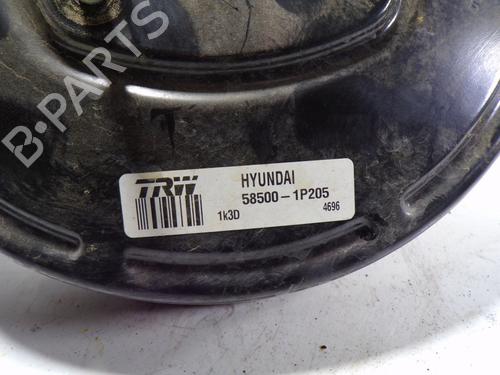 B-PARTS
TRW HYUNDAI
58500-1P205
1k3D 4696